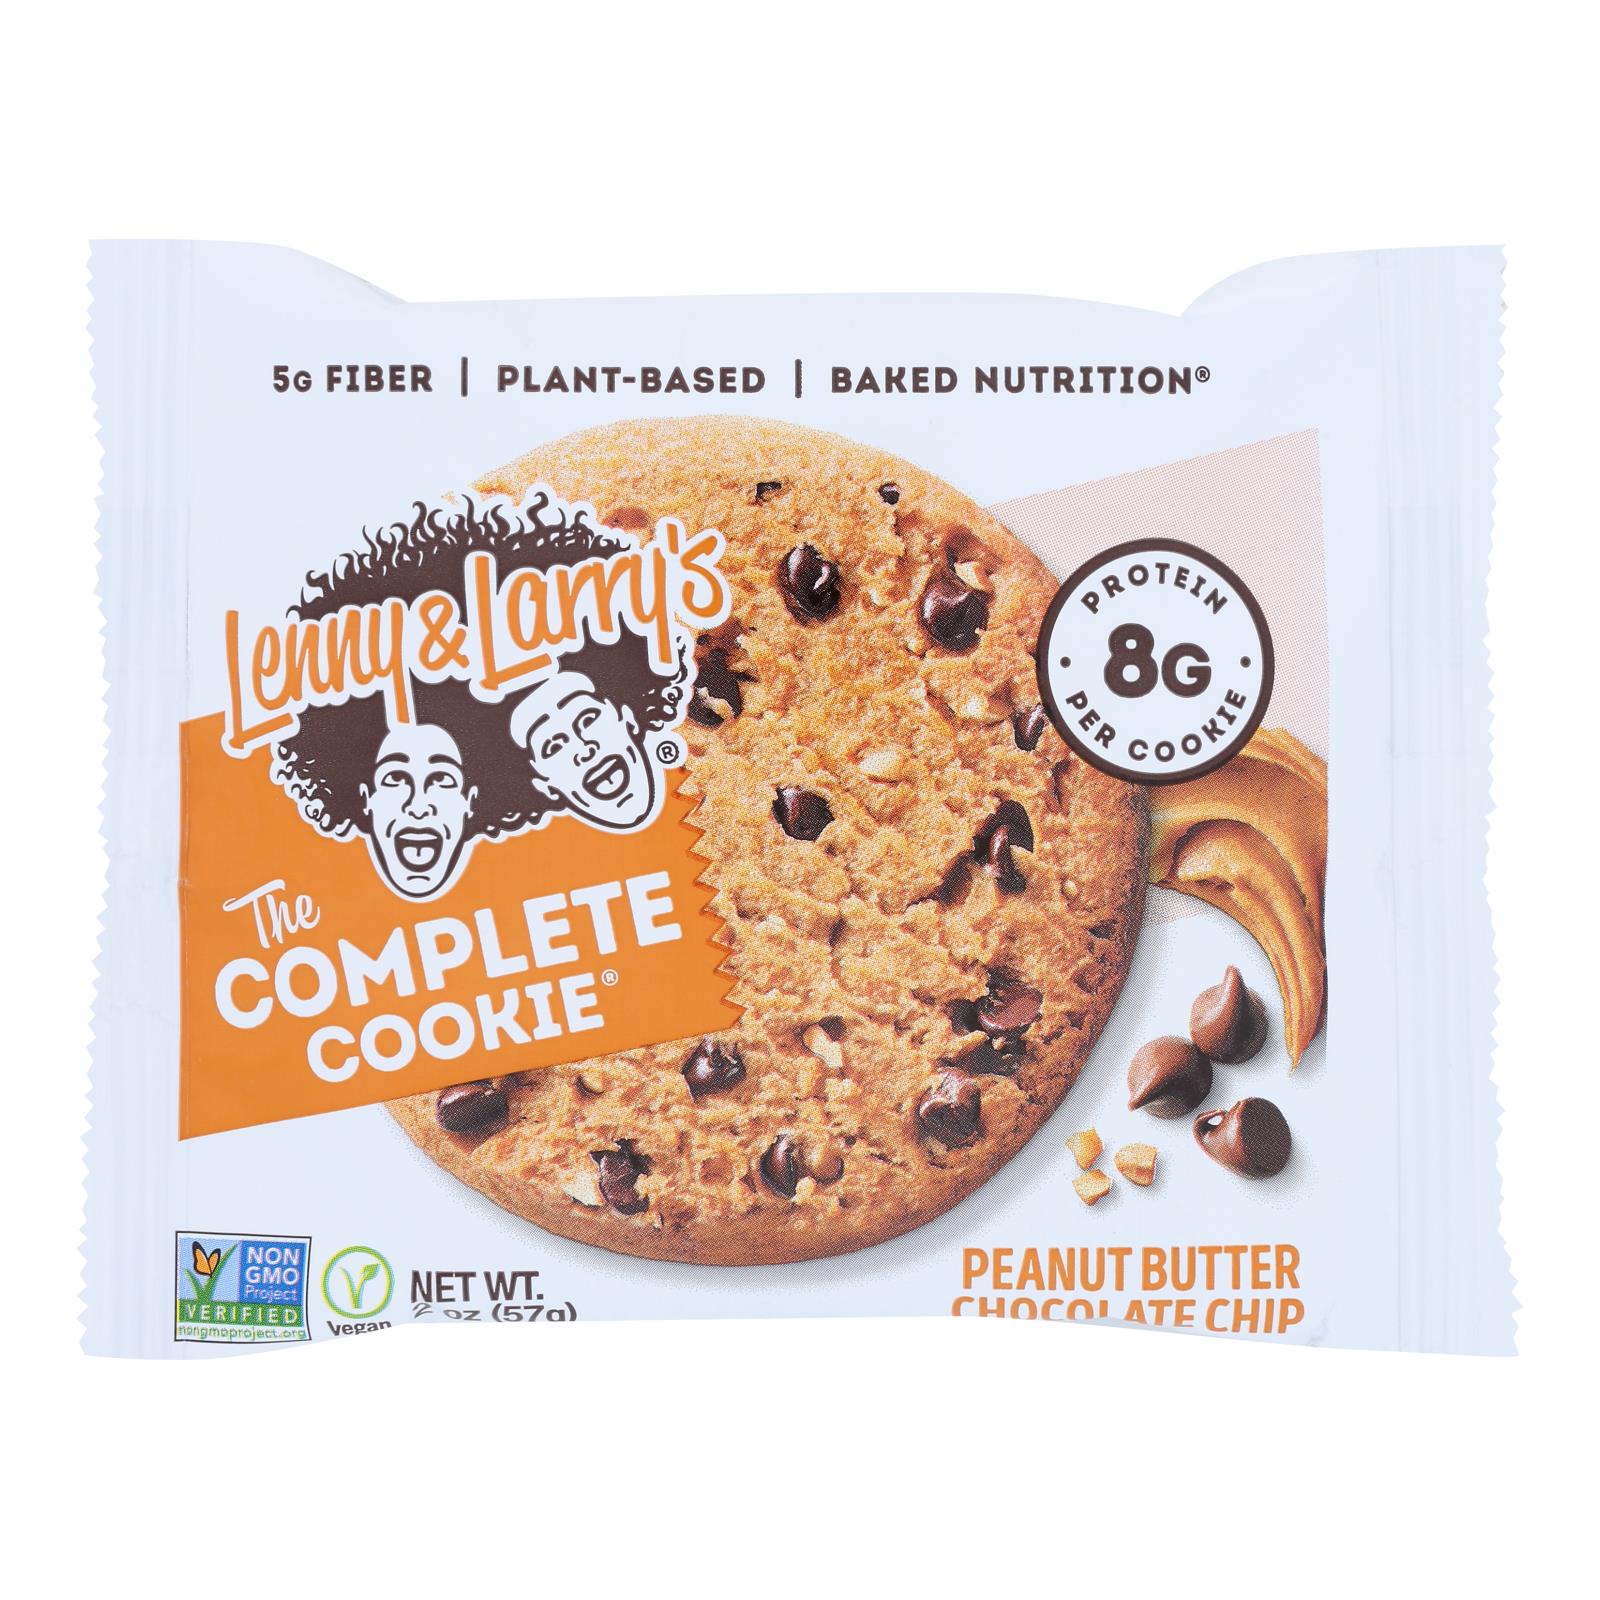 5G FIBER | PLANT-BASED | BAKED NUTRITION®
Lenny & Larry's®
The
COMPLETE
COOKIE®
PROTEIN
8G
PER COOKIE
NON
GMO
Project
VERIFIED
nongmoproject.org
Vegan
NET WT.
2 oz (57g)
PEANUT BUTTER
CHOCOLATE CHIP